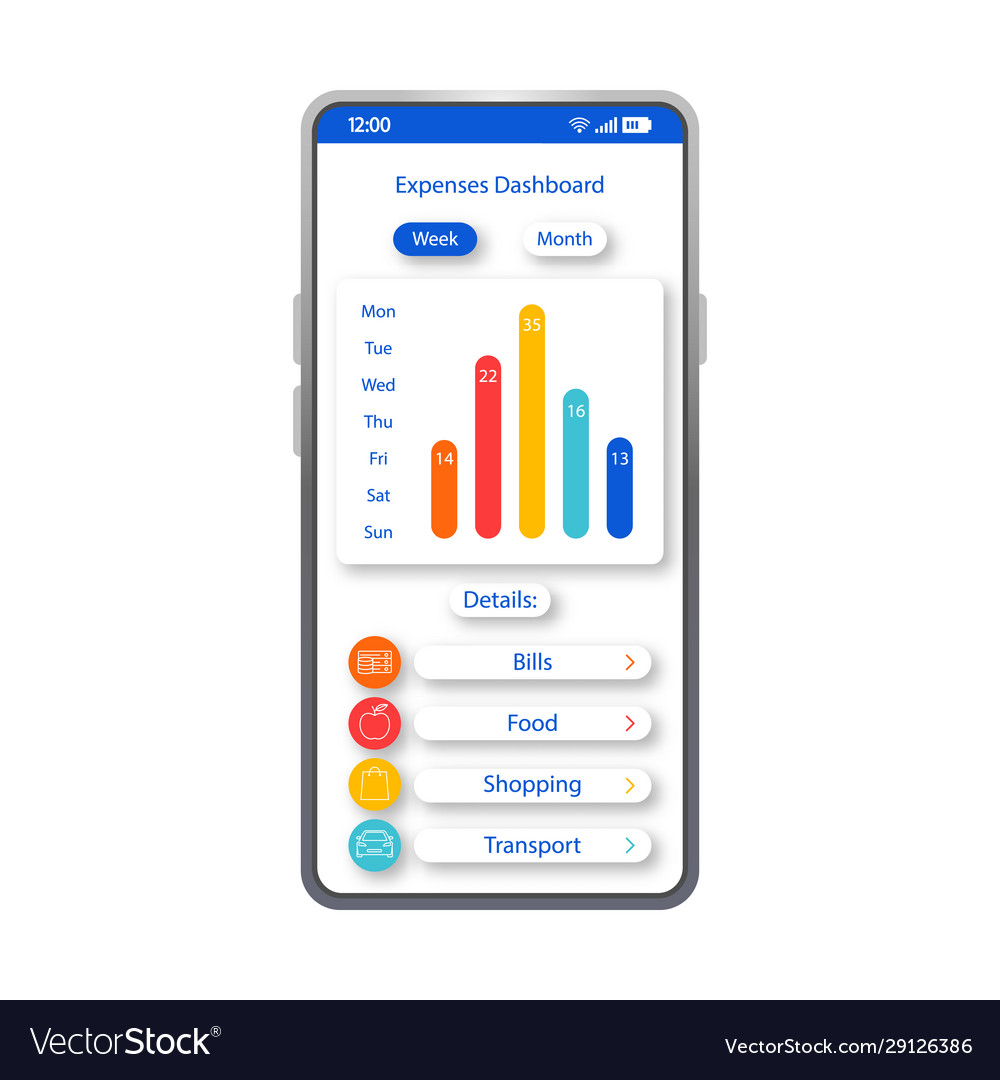 12:00
Expenses Dashboard
Week Month
Mon
Tue
Wed
Thu
Fri
Sat
Sun
14 22 35 16 13
Details:
Bills
Food
Shopping
Transport
VectorStock®
VectorStock.com/29126386